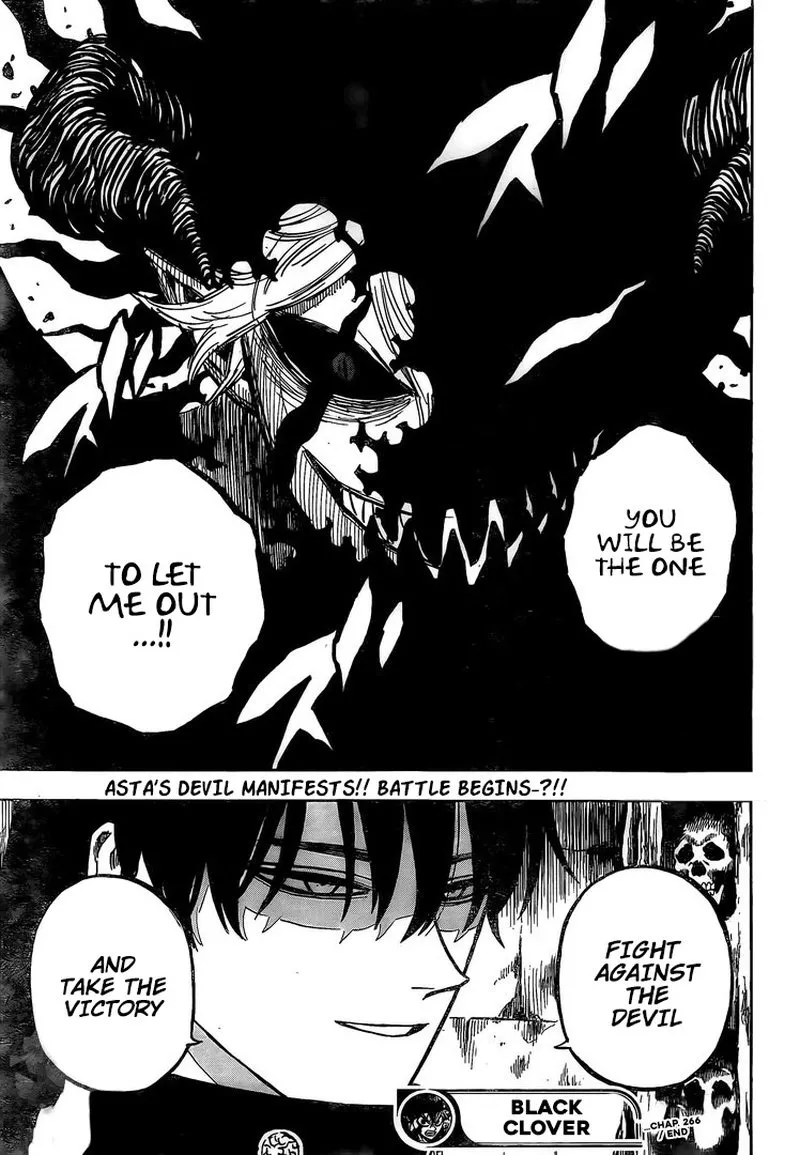 YOU
WILL BE
THE ONE
TO LET
ME OUT
...!!
ASTA'S DEVIL MANIFESTS!! BATTLE BEGINS-?!!
FIGHT
AGAINST
THE
DEVIL
AND
TAKE THE
VICTORY
BLACK
CLOVER
CHAP. 266
// END